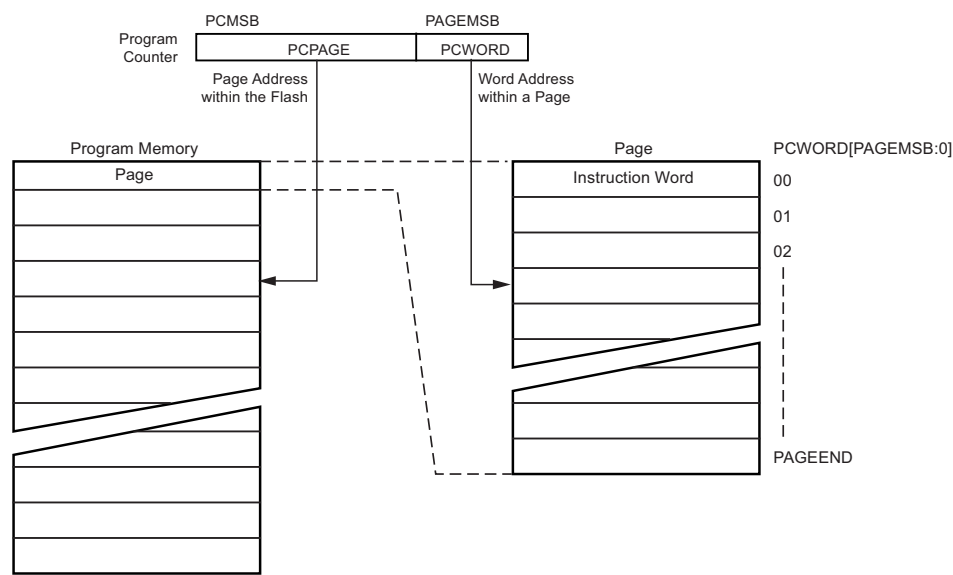 PCMSB PAGEMSB
Program
Counter
PCPAGE PCWORD
Page Address
within the Flash
Word Address
within a Page
Program Memory
Page
Page PCWORD[PAGEMSB:0]
Instruction Word 00
01
02
PAGEEND